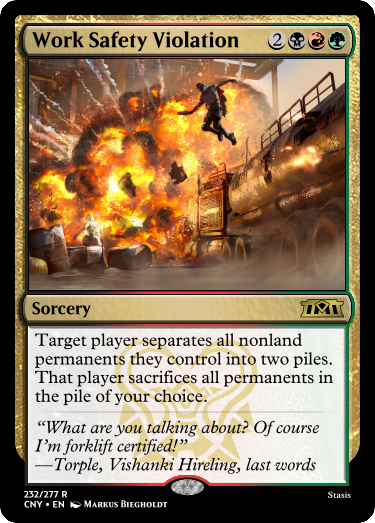 Work Safety Violation 2
Sorcery
Target player separates all nonland
permanents they control into two piles.
That player sacrifices all permanents in
the pile of your choice.
“What are you talking about? Of course
I’m forklift certified!”
—Torple, Vishanki Hireling, last words
232/277 R
CNY • EN Markus Biegholdt
Stasis